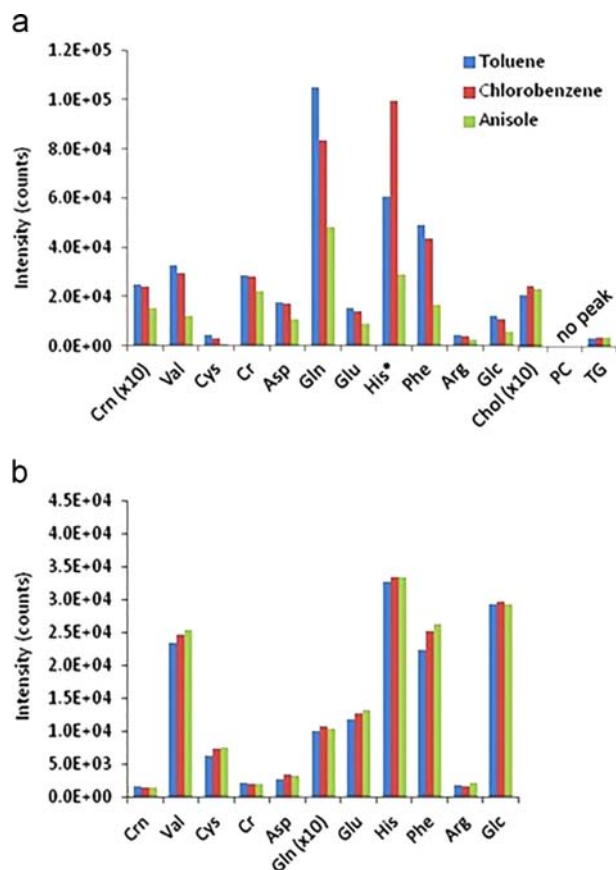 a
1.2E+05
1.0E+05
8.0E+04
6.0E+04
4.0E+04
2.0E+04
0.0E+00
Intensity (counts)
Toluene
Chlorobenzene
Anisole
no peak
Crn (x10) Val Cys Cr Asp Gln Glu His• Phe Arg Glc Chol (x10) PC TG
b
4.5E+04
4.0E+04
3.5E+04
3.0E+04
2.5E+04
2.0E+04
1.5E+04
1.0E+04
5.0E+03
0.0E+00
Intensity (counts)
Crn Val Cys Cr Asp Gln (x10) Glu His Phe Arg Glc